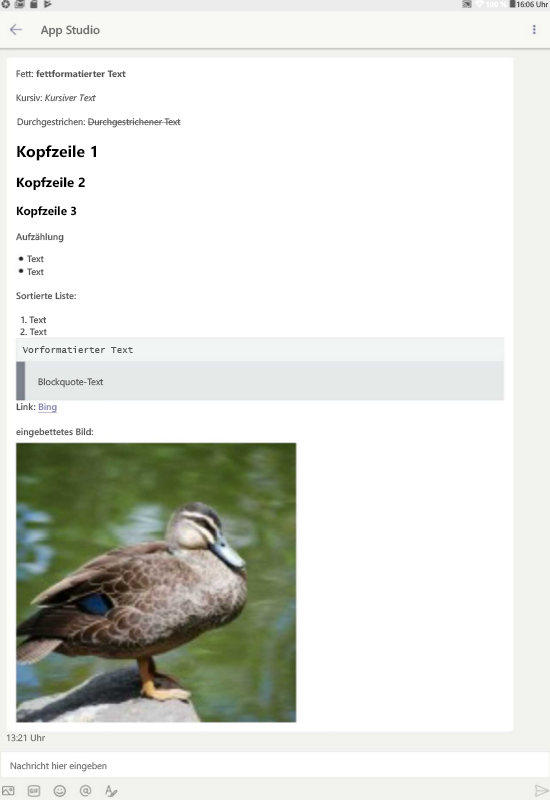 16:06 Uhr
App Studio
Fett: fettformatierter Text
Kursiv: Kursiver Text
Durchgestrichen: Durchgestrichener Text
Kopfzeile 1
Kopfzeile 2
Kopfzeile 3
Aufzählung
• Text
• Text
Sortierte Liste:
1. Text
2. Text
Vorformatierter Text
Blockquote-Text
Link: Bing
eingebettetes Bild:
13:21 Uhr
Nachricht hier eingeben
GIF